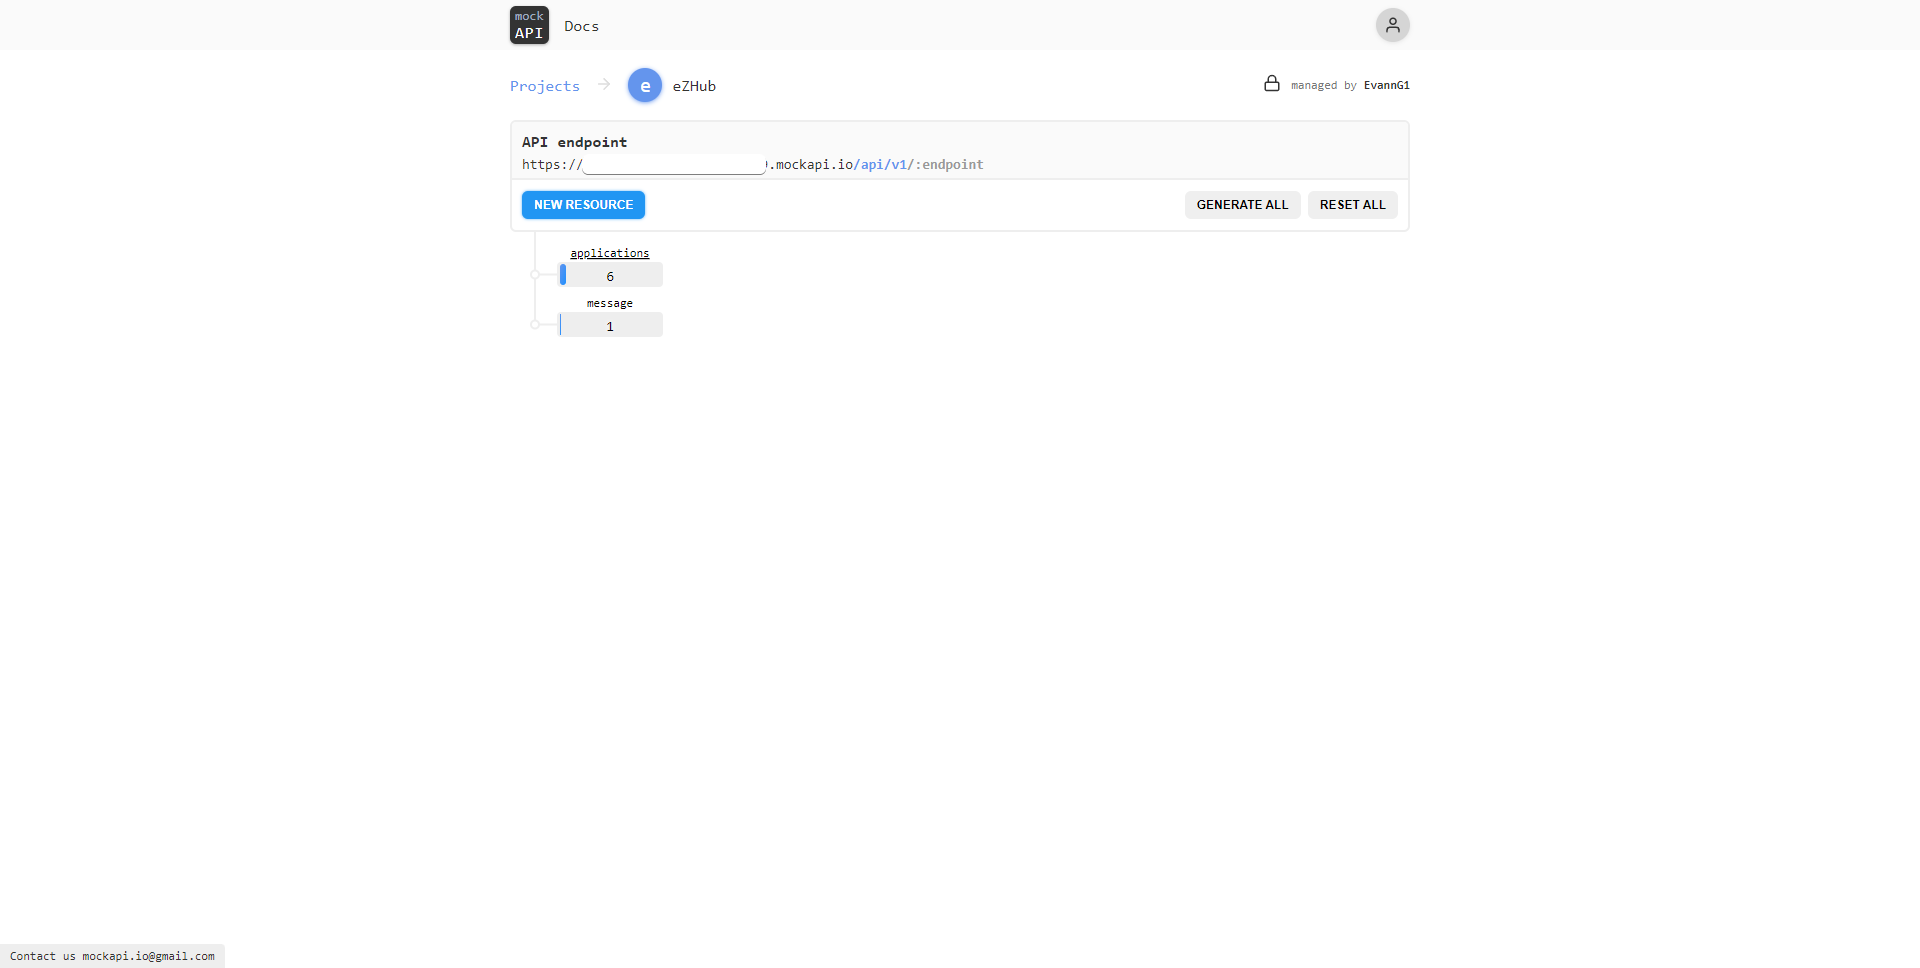 mock
API
Docs
Projects → e eZHub
managed by EvannG1
API endpoint
https:// .mockapi.io/api/v1/:endpoint
NEW RESOURCE
GENERATE ALL
RESET ALL
applications
6
message
1
Contact us mockapi.io@gmail.com